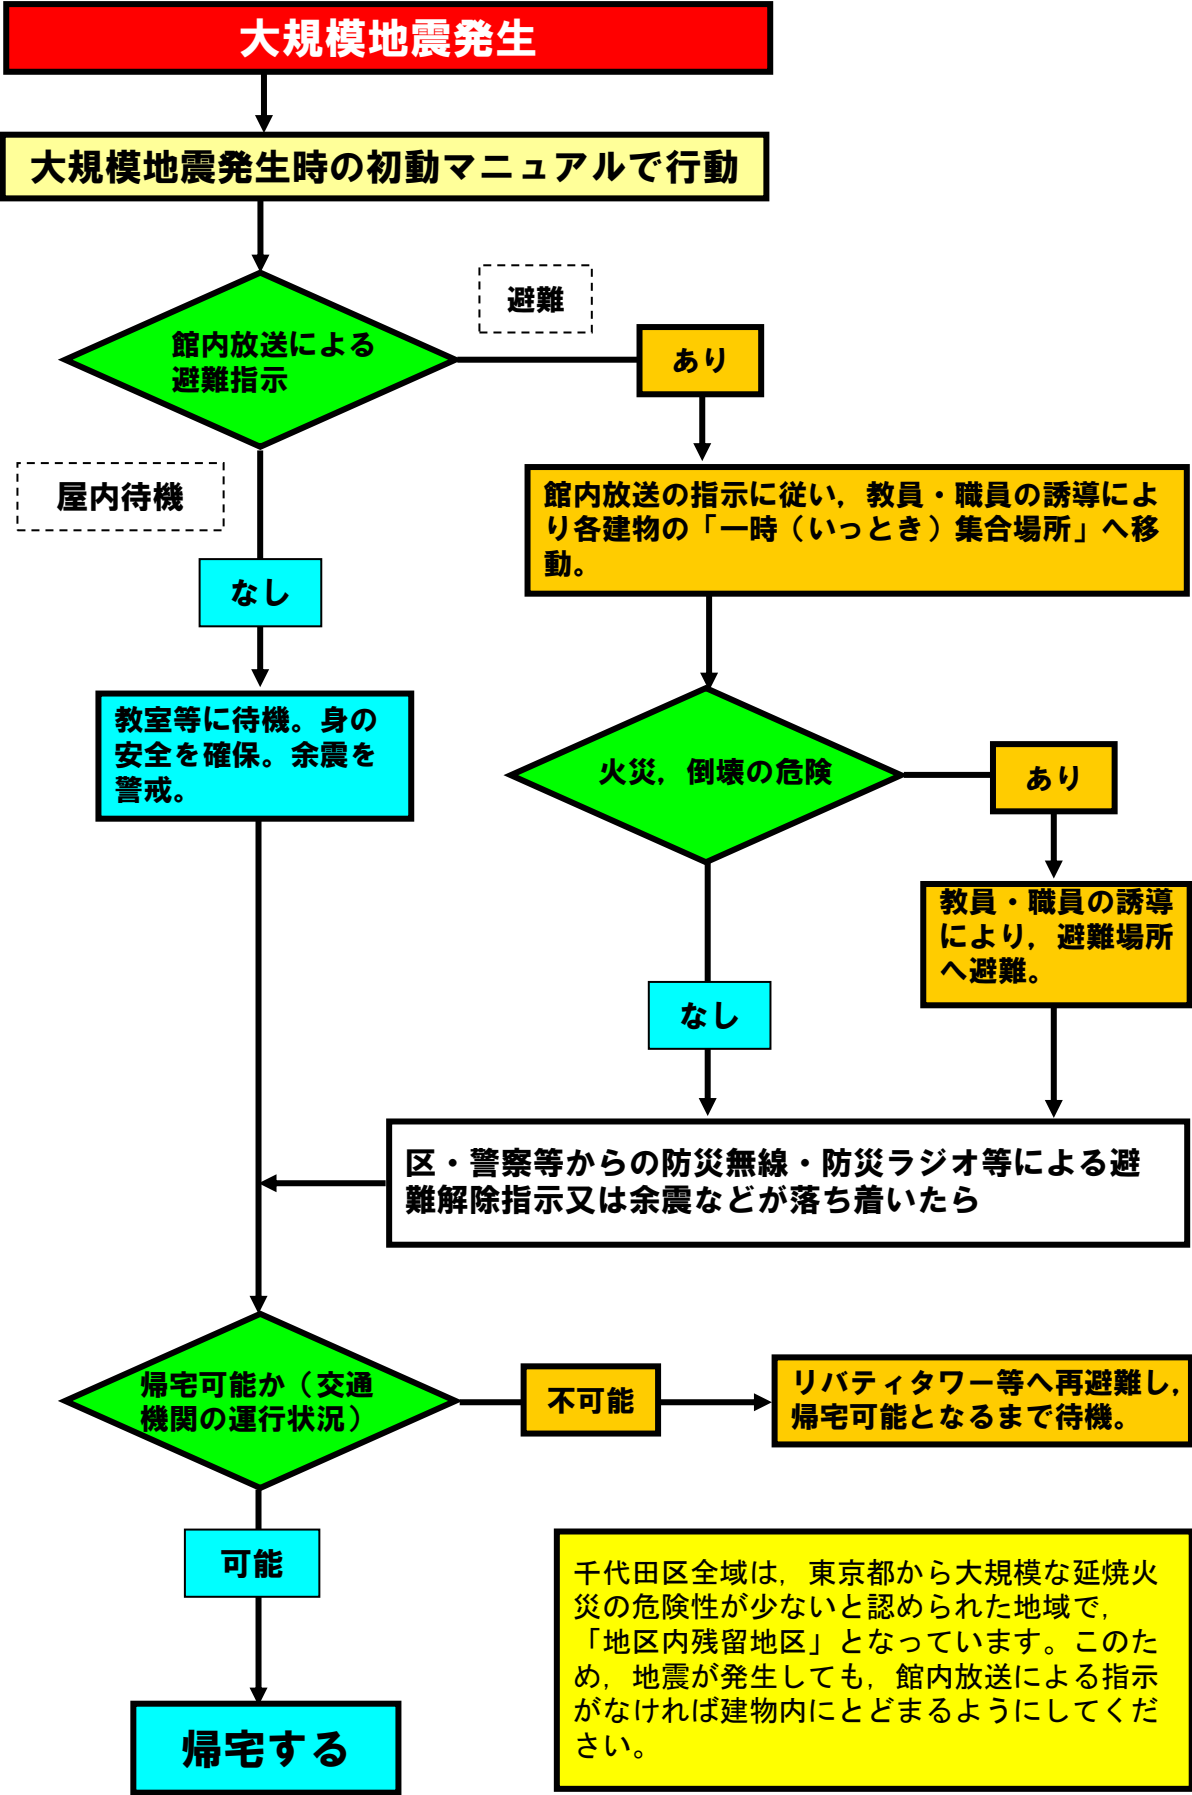 大規模地震発生
大規模地震発生時の初動マニュアルで行動
避難
館内放送による
避難指示
あり
屋内待機
館内放送の指示に従い，教員・職員の誘導によ
り各建物の「一時（いっとき）集合場所」へ移
動。
なし
教室等に待機。身の
安全を確保。余震を
警戒。
火災，倒壊の危険
あり
教員・職員の誘導
により，避難場所
へ避難。
なし
区・警察等からの防災無線・防災ラジオ等による避
難解除指示又は余震などが落ち着いたら
帰宅可能か（交通
機関の運行状況）
不可能
リバティタワー等へ再避難し，
帰宅可能となるまで待機。
可能
千代田区全域は，東京都から大規模な延焼火
災の危険性が少ないと認められた地域で，
「地区内残留地区」となっています。このた
め，地震が発生しても，館内放送による指示
がなければ建物内にとどまるようにしてくだ
さい。
帰宅する